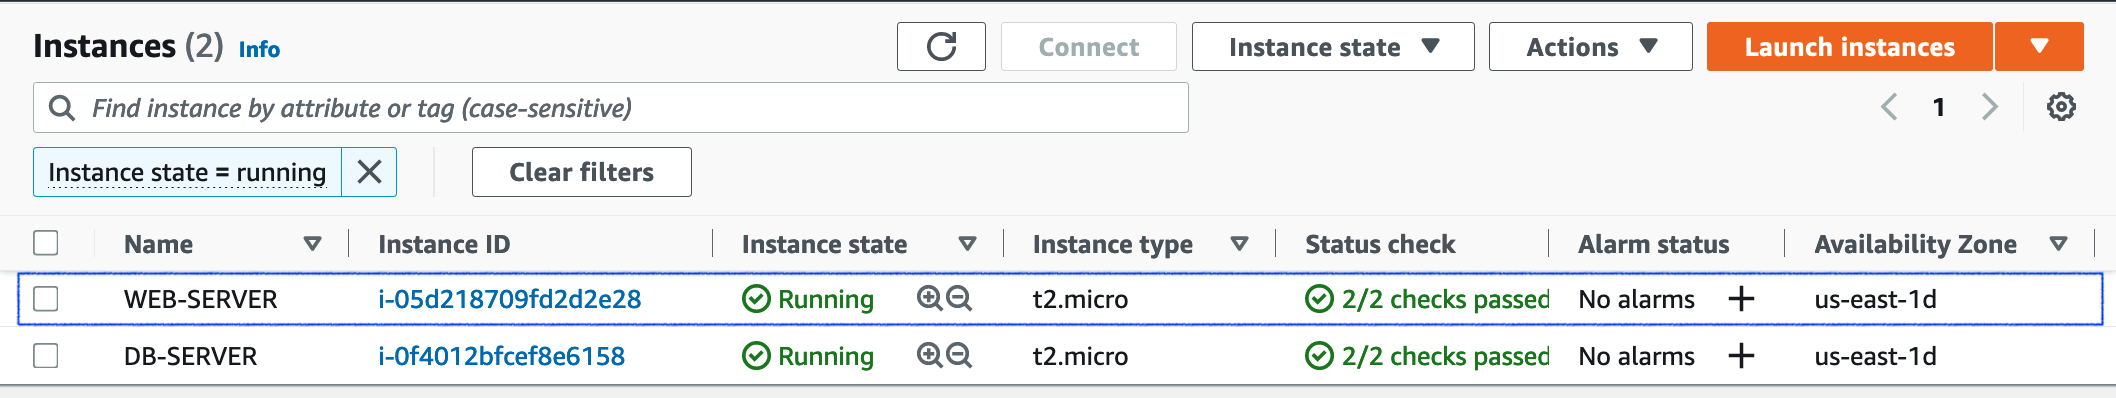 Instances (2) Info Connect Instance state Actions Launch instances
Find instance by attribute or tag (case-sensitive) 1
Instance state = running Clear filters
Name Instance ID Instance state Instance type Status check Alarm status Availability Zone
WEB-SERVER i-05d218709fd2d2e28 Running t2.micro 2/2 checks passed No alarms + us-east-1d
DB-SERVER i-0f4012bfcef8e6158 Running t2.micro 2/2 checks passed No alarms + us-east-1d